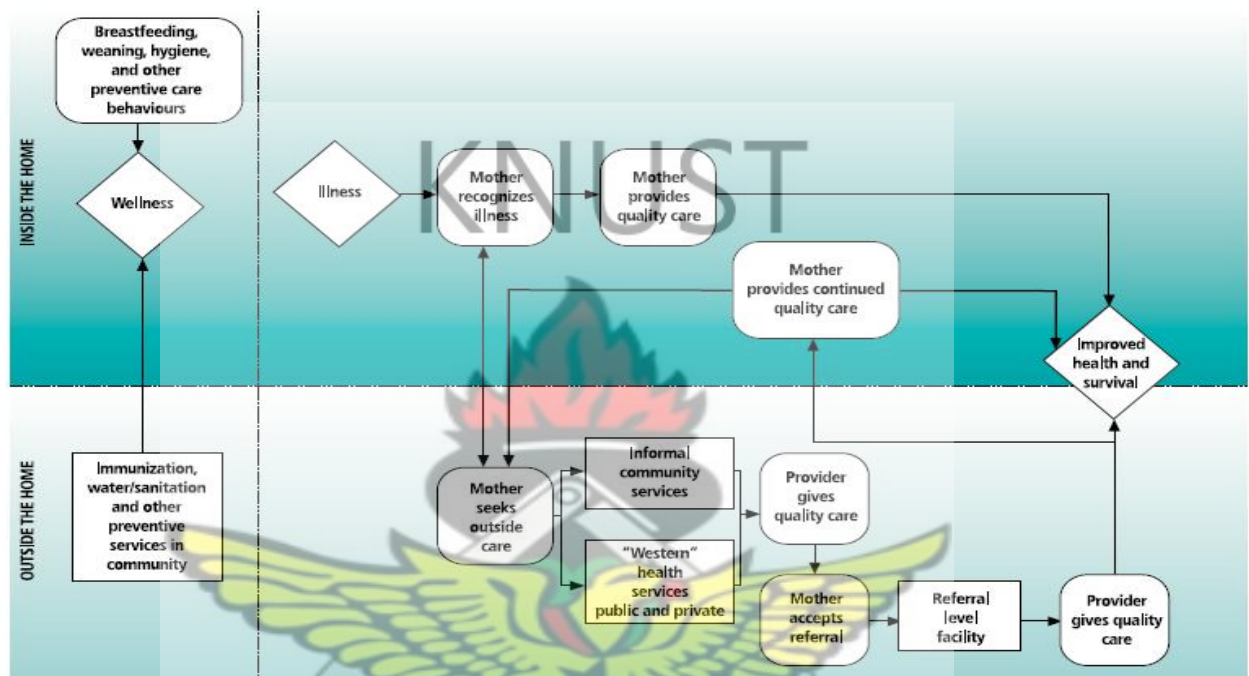 Breastfeeding,
weaning, hygiene,
and other
preventive care
behaviours
INSIDE THE HOME
Wellness
Illness
Mother
recognizes
illness
Mother
provides
quality care
KNUST
Mother
provides continued
quality care
Improved
health and
survival
OUTSIDE THE HOME
Immunization,
water/sanitation
and other
preventive
services in
community
Mother
seeks
outside
care
Informal
community
services
"Western"
health
services
public and private
Provider
gives
quality care
Mother
accepts
referral
Referral
level
facility
Provider
gives quality
care